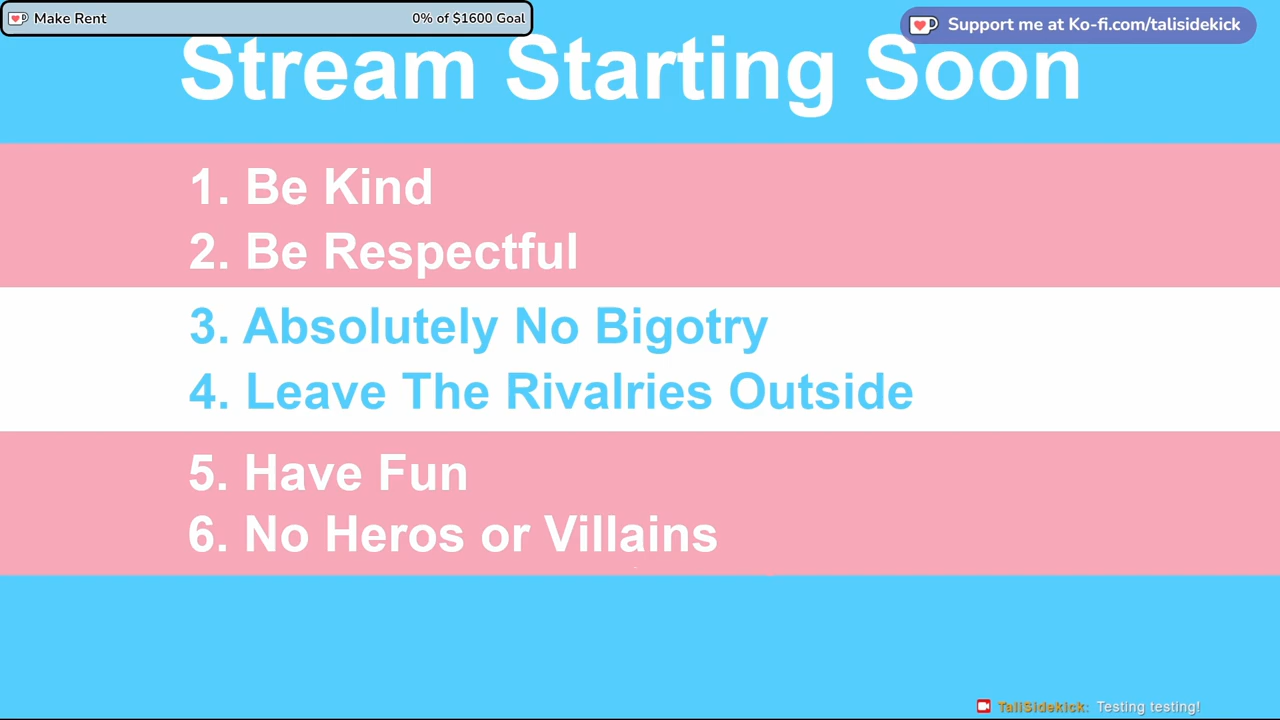 Make Rent 0% of $1600 Goal
Support me at Ko-fi.com/talisidekick
Stream Starting Soon
1. Be Kind
2. Be Respectful
3. Absolutely No Bigotry
4. Leave The Rivalries Outside
5. Have Fun
6. No Heros or Villains
TaliSidekick: Testing testing!